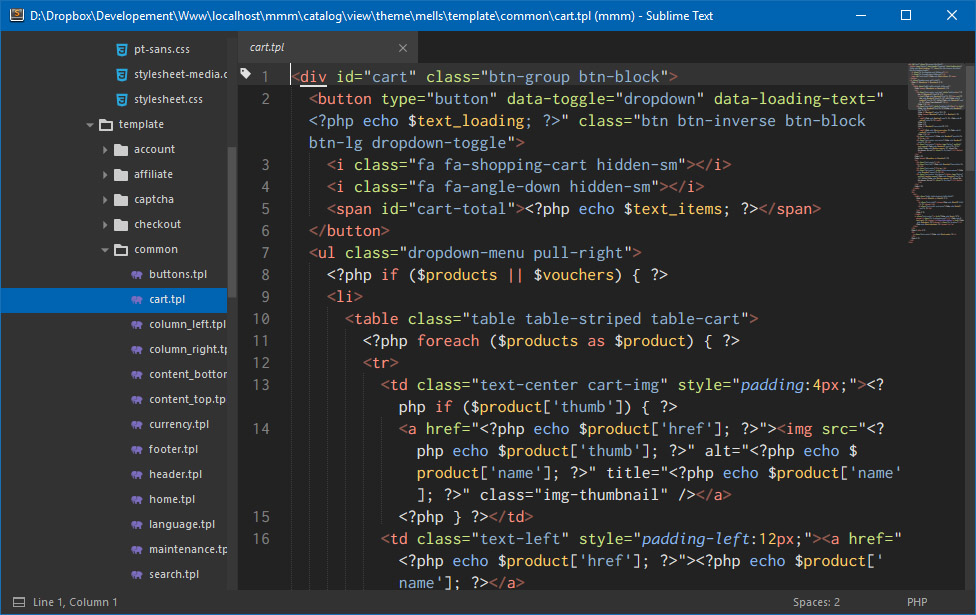 D:\Dropbox\Developement\Www\localhost\mmm\catalog\view\theme\mells\template\common\cart.tpl (mmm) - Sublime Text
pt-sans.css
stylesheet-media.c
stylesheet.css
template
account
affiliate
captcha
checkout
common
buttons.tpl
cart.tpl
column_left.tpl
column_right.tp
content_bottor
content_top.tp
currency.tpl
footer.tpl
header.tpl
home.tpl
language.tpl
maintenance.tp
search.tpl
cart.tpl
1 <div id="cart" class="btn-group btn-block">
2 <button type="button" data-toggle="dropdown" data-loading-text="
<?php echo $text_loading; ?>" class="btn btn-inverse btn-block
btn-lg dropdown-toggle">
3 <i class="fa fa-shopping-cart hidden-sm"></i>
4 <i class="fa fa-angle-down hidden-sm"></i>
5 <span id="cart-total"><?php echo $text_items; ?></span>
6 </button>
7 <ul class="dropdown-menu pull-right">
8 <?php if ($products || $vouchers) { ?>
9 <li>
10 <table class="table table-striped table-cart">
11 <?php foreach ($products as $product) { ?>
12 <tr>
13 <td class="text-center cart-img" style="padding:4px;"><?
php if ($product['thumb']) { ?>
14 <a href="<?php echo $product['href']; ?>"><img src="<?
php echo $product['thumb']; ?>" alt="<?php echo $
product['name']; ?>" title="<?php echo $product['name'
]; ?>" class="img-thumbnail" /></a>
15 <?php } ?></td>
16 <td class="text-left" style="padding-left:12px;"><a href="
<?php echo $product['href']; ?>"><?php echo $product['
name']; ?></a>
Line 1, Column 1
Spaces: 2
PHP